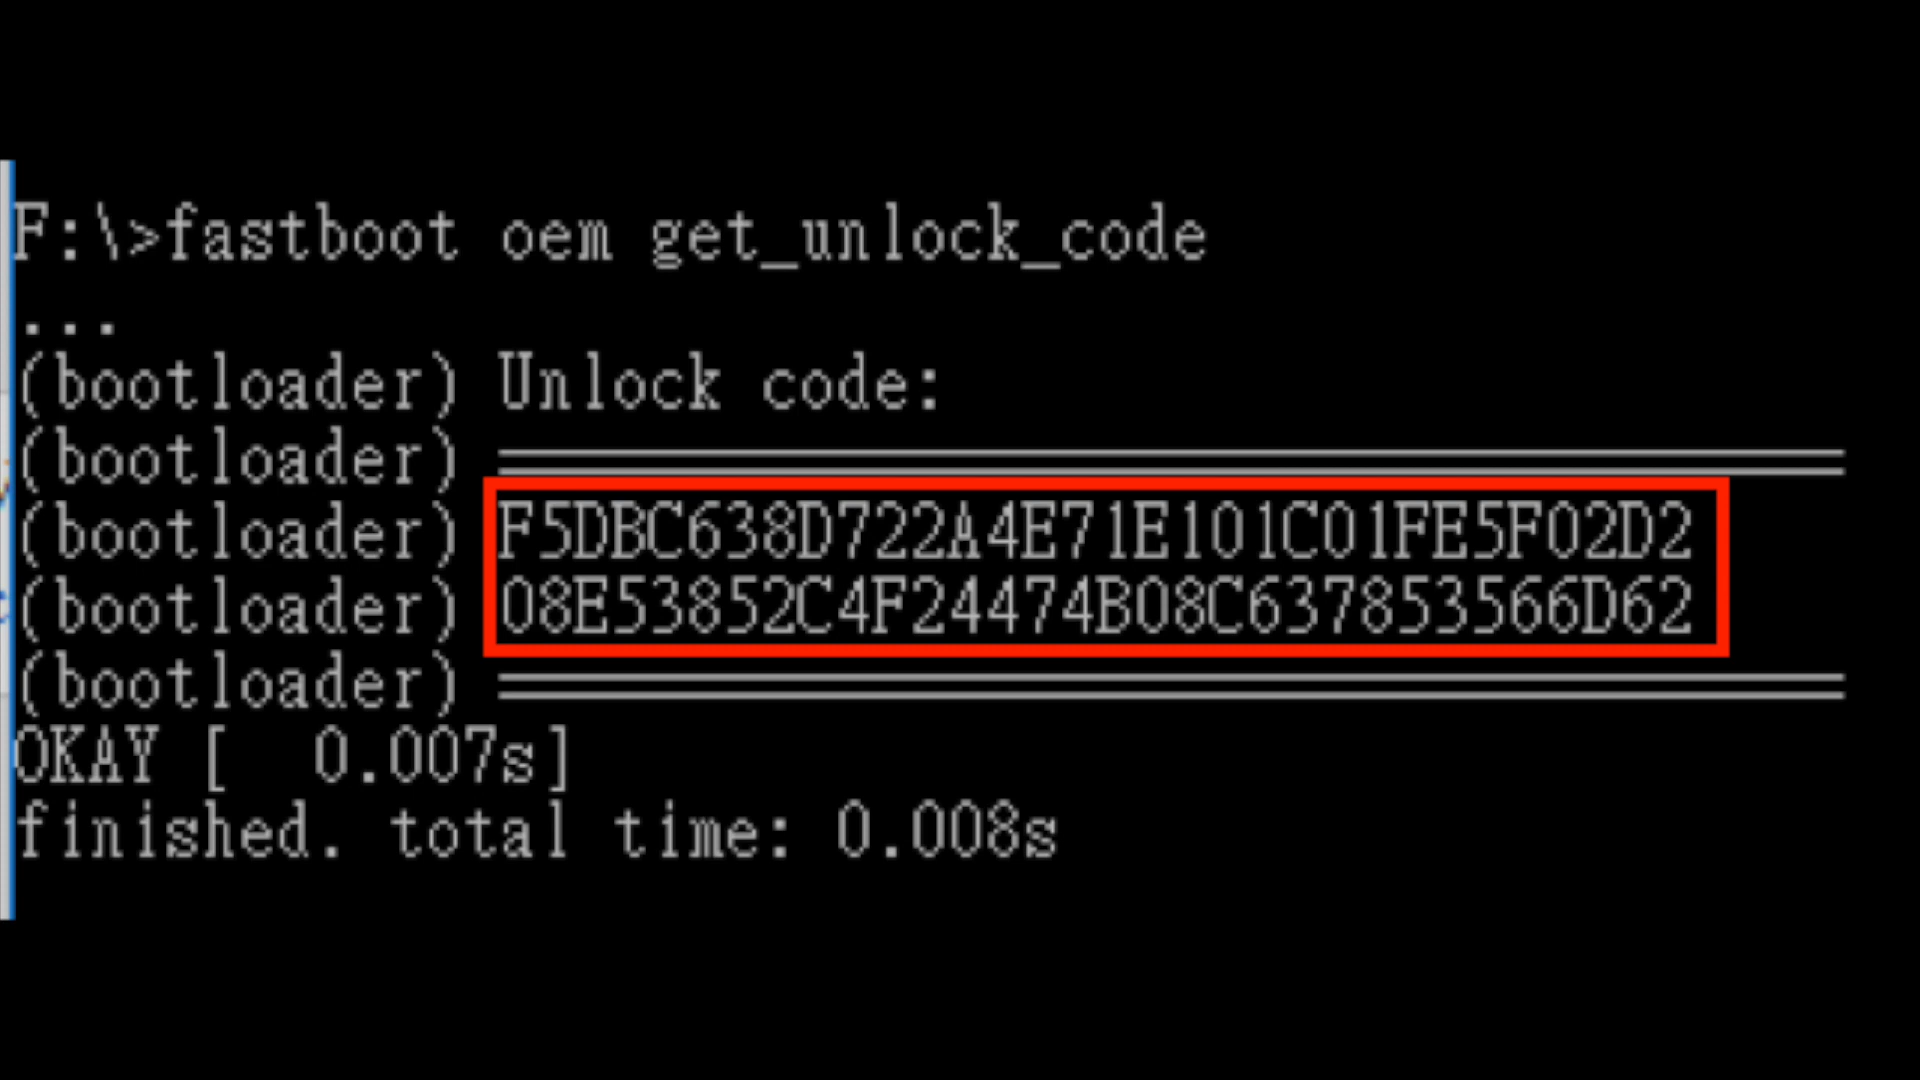 F:\>fastboot oem get_unlock_code
...
(bootloader) Unlock code:
(bootloader) ====================================
(bootloader) F5DBC638D722A4E71E101C01FE5F02D2
(bootloader) 08E53852C4F24474B08C637853566D62
(bootloader) ====================================
OKAY [  0.007s]
finished. total time: 0.008s